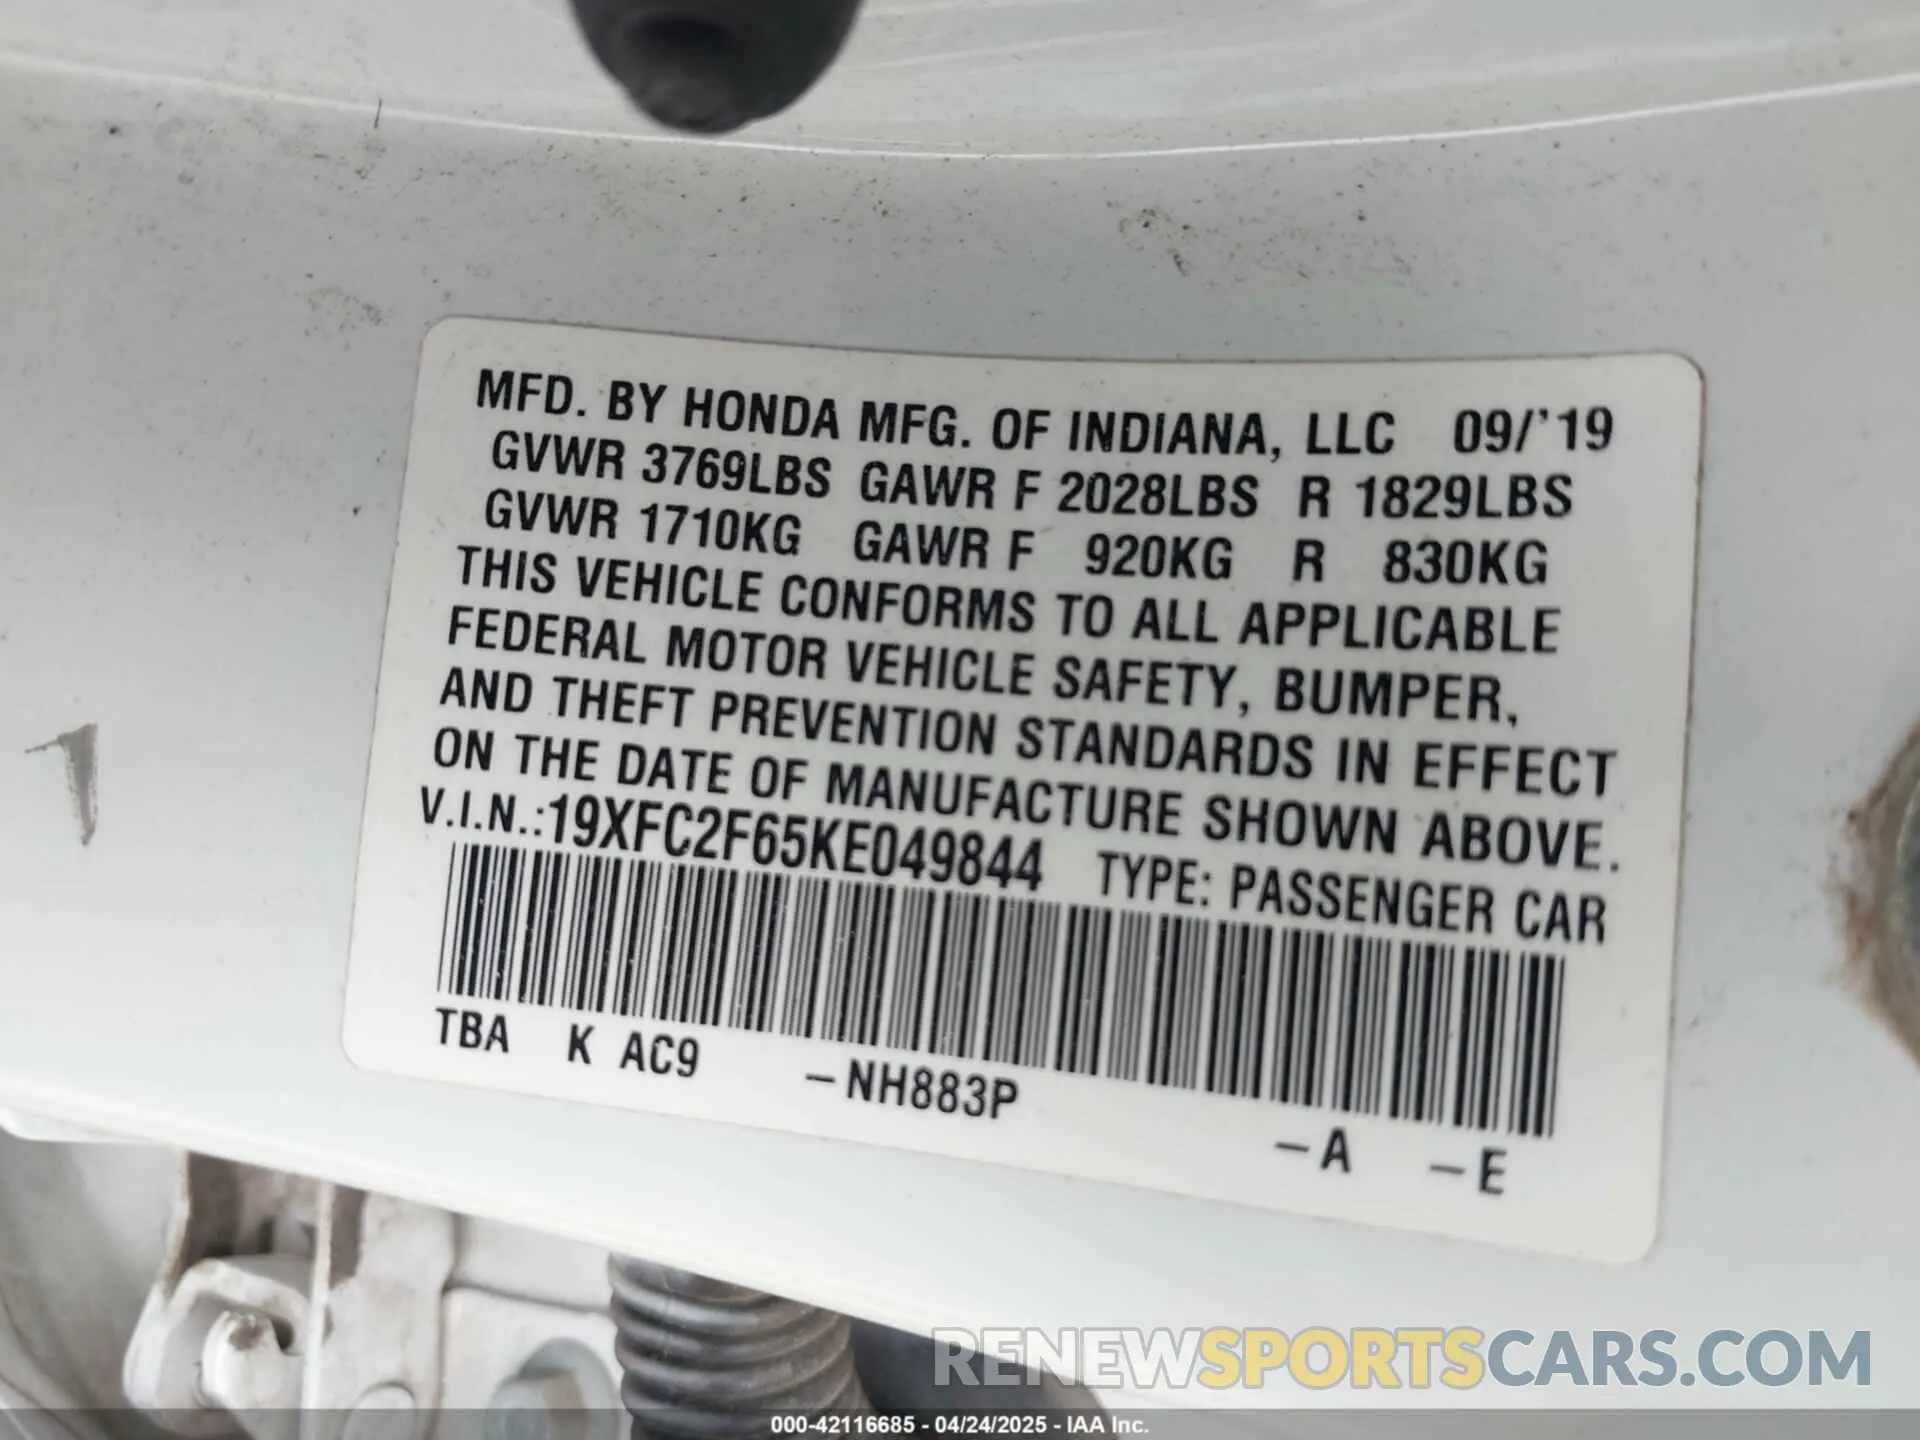 MFD. BY HONDA MFG. OF INDIANA, LLC 09/'19
GVWR 3769LBS GAWR F 2028LBS R 1829LBS
GVWR 1710KG GAWR F 920KG R 830KG
THIS VEHICLE CONFORMS TO ALL APPLICABLE
FEDERAL MOTOR VEHICLE SAFETY, BUMPER,
AND THEFT PREVENTION STANDARDS IN EFFECT
ON THE DATE OF MANUFACTURE SHOWN ABOVE.
V.I.N.:19XFC2F65KE049844 TYPE: PASSENGER CAR
TBA K AC9 –NH883P –A –E
RENEWSPORTSCARS.COM
000-42116685 - 04/24/2025 - IAA Inc.